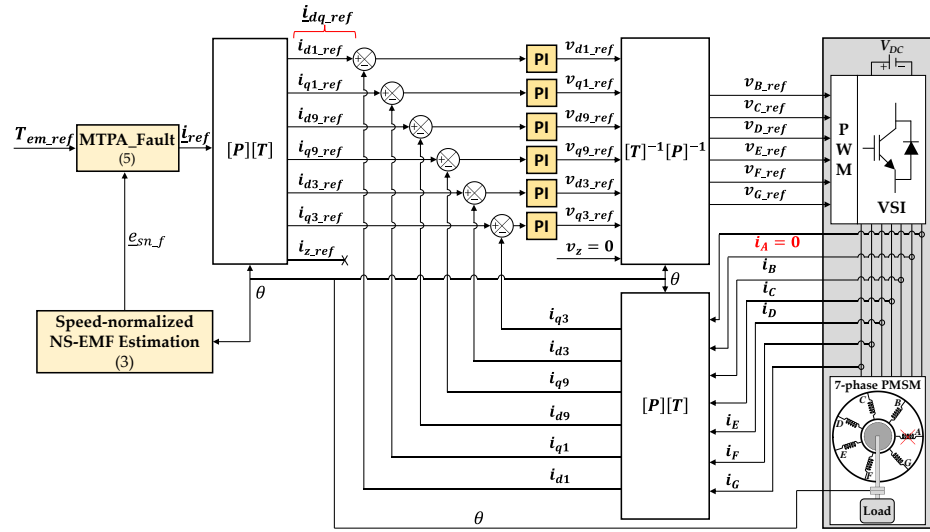 i_dq_ref
i_d1_ref
i_q1_ref
i_d9_ref
i_q9_ref
i_d3_ref
i_q3_ref
i_z_ref
T_em_ref
MTPA_Fault
(5)
i_ref
[P][T]
e_sn_f
Speed-normalized
NS-EMF Estimation
(3)
θ
+
−
+
−
+
−
+
−
+
−
+
−
PI
PI
PI
PI
PI
PI
v_d1_ref
v_q1_ref
v_d9_ref
v_q9_ref
v_d3_ref
v_q3_ref
v_z = 0
[T]⁻¹[P]⁻¹
θ
v_B_ref
v_C_ref
v_D_ref
v_E_ref
v_F_ref
v_G_ref
V_DC
+
−
P
W
M
VSI
i_A = 0
i_B
i_C
i_D
i_E
i_F
i_G
[P][T]
i_q3
i_d3
i_q9
i_d9
i_q1
i_d1
θ
7-phase PMSM
C
B
D
A
E
G
F
Load